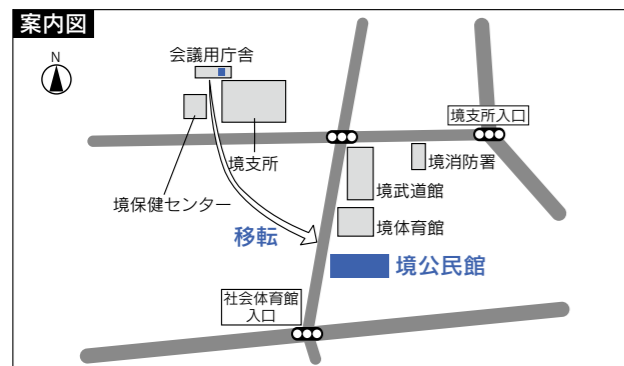 案内図
N
会議用庁舎
境支所入口
境支所
境消防署
境保健センター
境武道館
境体育館
移転
境公民館
社会体育館
入口